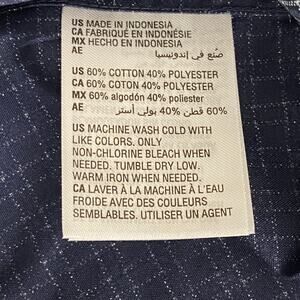 US MADE IN INDONESIA
CA FABRIQUÉ EN INDONÉSIE
MX HECHO EN INDONESIA
AE صنع في إندونيسيا
US 60% COTTON 40% POLYESTER
CA 60% COTON 40% POLYESTER
MX 60% algodón 40% poliester
AE 60% قطن 40% بولي أستر
US MACHINE WASH COLD WITH
LIKE COLORS. ONLY
NON-CHLORINE BLEACH WHEN
NEEDED. TUMBLE DRY LOW.
WARM IRON WHEN NEEDED.
CA LAVER À LA MACHINE À L'EAU
FROIDE AVEC DES COULEURS
SEMBLABLES. UTILISER UN AGENT